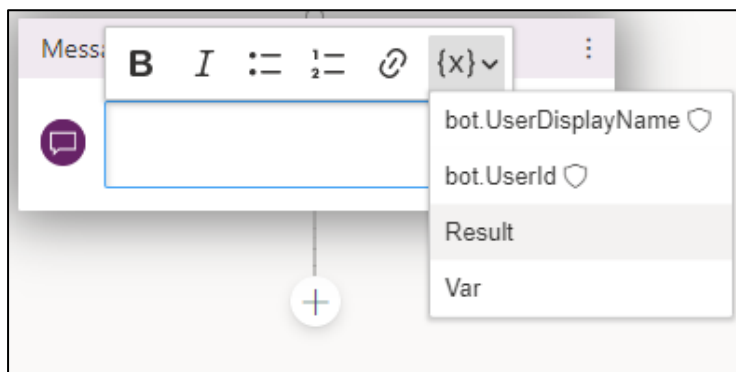 Messa
B I {x}
bot.UserDisplayName
bot.UserId
Result
Var